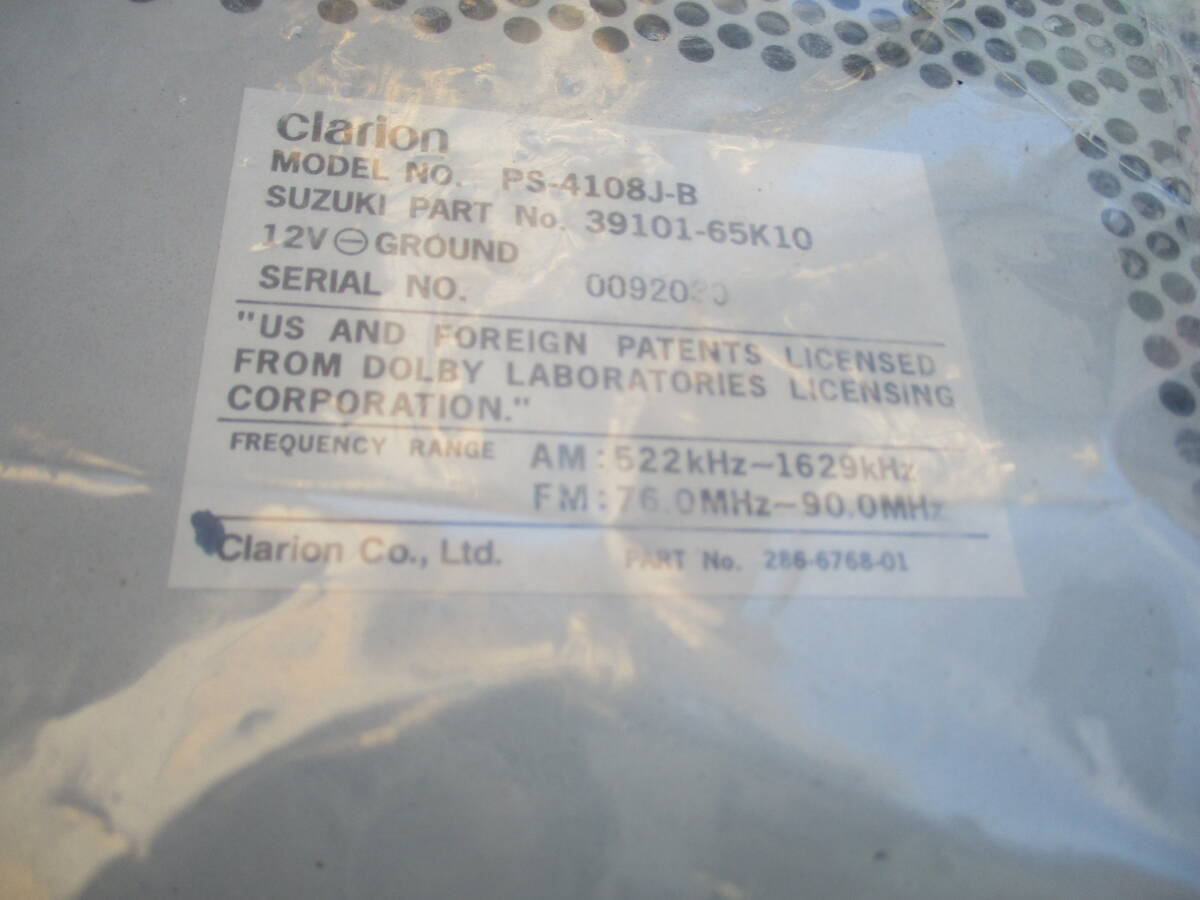 Clarion
MODEL NO. PS-4108J-B
SUZUKI PART No. 39101-65K10
12V ⊖ GROUND
SERIAL NO.
"US AND FOREIGN PATENTS LICENSED
FROM DOLBY LABORATORIES LICENSING
CORPORATION."
FREQUENCY RANGE AM : 522kHz–1629kHz
FM : 76.0MHz–90.0MHz
Clarion Co., Ltd. PART No. 286-6768-01